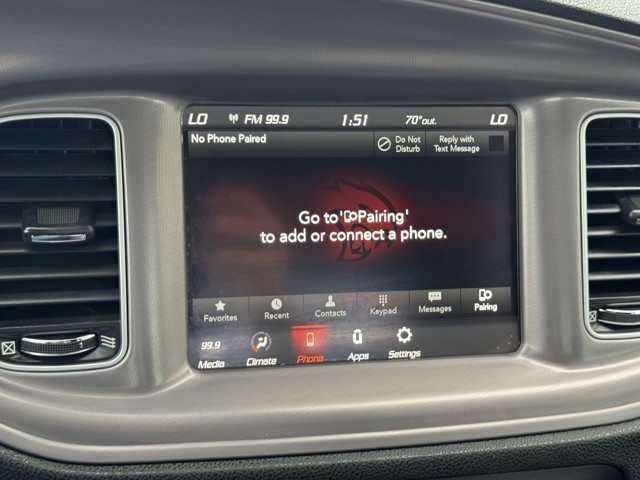 LO FM 99.9 1:51 70°out. LO
No Phone Paired
Do Not
Disturb
Reply with
Text Message
Go to 'Pairing'
to add or connect a phone.
Favorites Recent Contacts Keypad Messages Pairing
99.9
Media Climate Phone Apps Settings